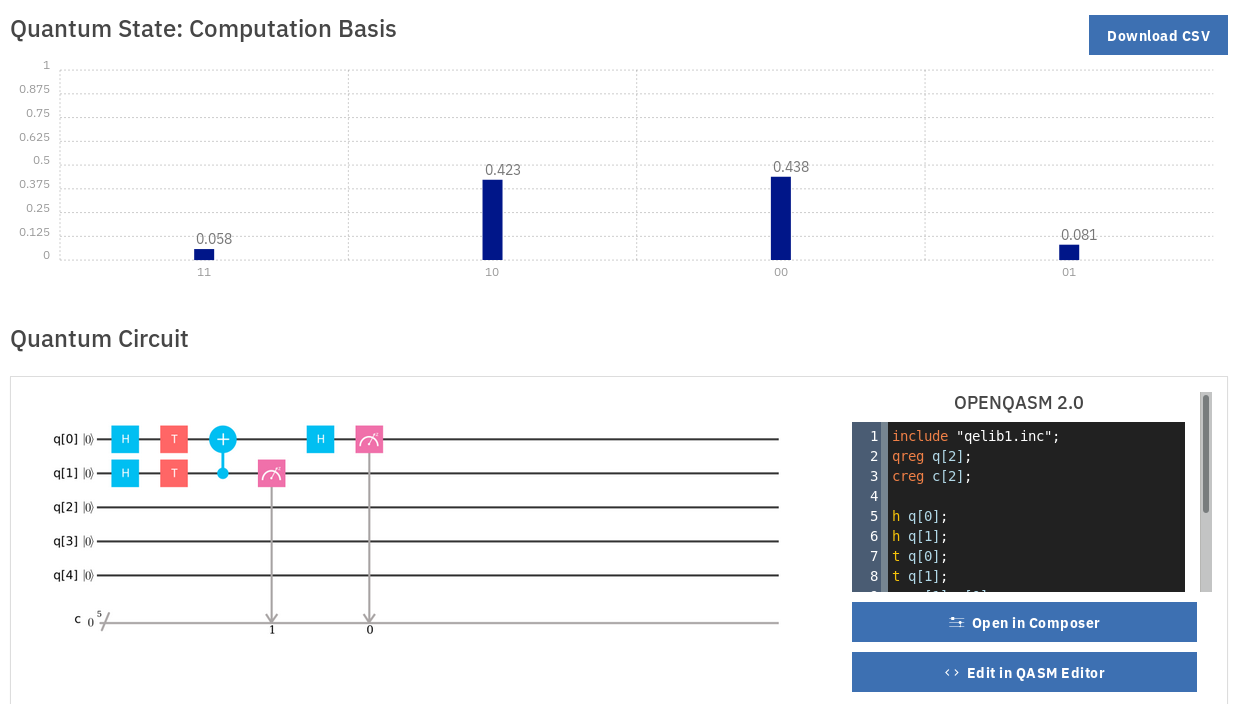 Quantum State: Computation Basis
Download CSV
1
0.875
0.75
0.625
0.5
0.375
0.25
0.125
0
0.058
0.423
0.438
0.081
11
10
00
01
Quantum Circuit
OPENQASM 2.0
q[0] |0⟩ H T + H
q[1] |0⟩ H T
q[2] |0⟩
q[3] |0⟩
q[4] |0⟩
c 0 5
1 0
1 include "qelib1.inc";
2 qreg q[2];
3 creg c[2];
4
5 h q[0];
6 h q[1];
7 t q[0];
8 t q[1];
Open in Composer
<> Edit in QASM Editor